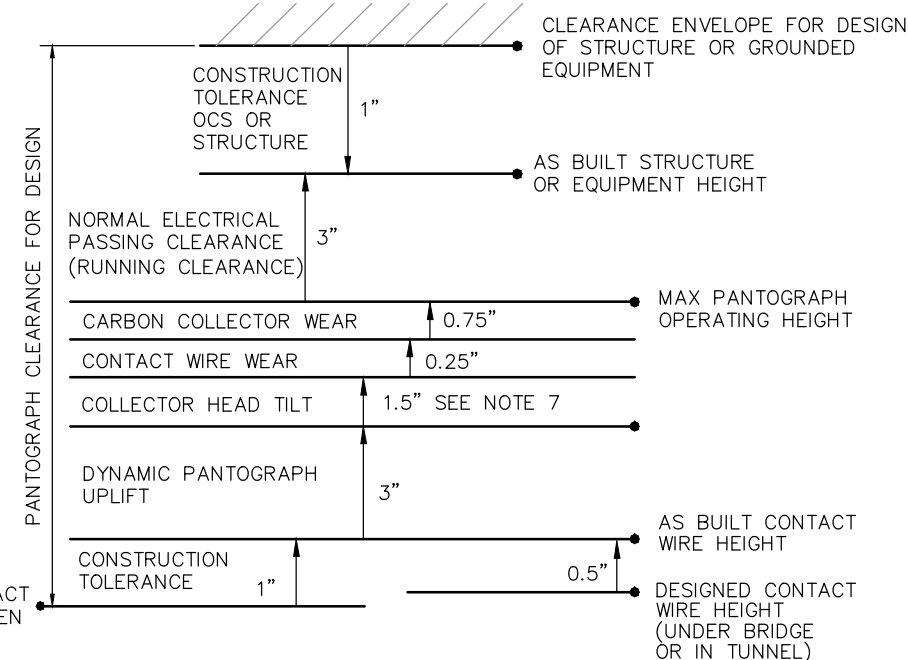 CLEARANCE ENVELOPE FOR DESIGN
OF STRUCTURE OR GROUNDED
EQUIPMENT
CONSTRUCTION
TOLERANCE
OCS OR
STRUCTURE
1”
AS BUILT STRUCTURE
OR EQUIPMENT HEIGHT
PANTOGRAPH CLEARANCE FOR DESIGN
NORMAL ELECTRICAL
PASSING CLEARANCE
(RUNNING CLEARANCE)
3”
MAX PANTOGRAPH
OPERATING HEIGHT
CARBON COLLECTOR WEAR
0.75”
CONTACT WIRE WEAR
0.25”
COLLECTOR HEAD TILT
1.5” SEE NOTE 7
DYNAMIC PANTOGRAPH
UPLIFT
3”
AS BUILT CONTACT
WIRE HEIGHT
CONSTRUCTION
TOLERANCE
1”
0.5”
DESIGNED CONTACT
WIRE HEIGHT
(UNDER BRIDGE
OR IN TUNNEL)